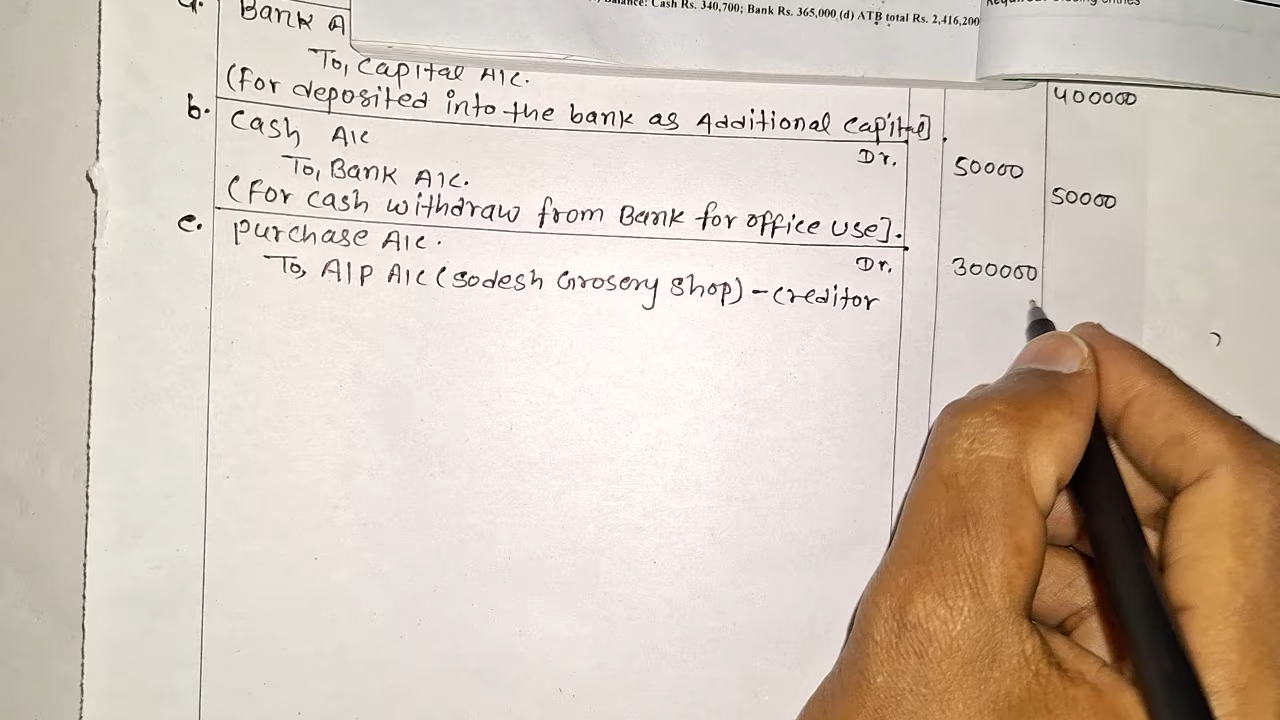 Balance: Cash Rs. 340,700; Bank Rs. 365,000 (d) ATB total Rs. 2,416,200
entries
a. Bank A
To, Capital A/C.
400000
(For deposited into the bank as Additional Capital].
b. Cash A/C Dr. 50000
To, Bank A/C. 50000
(For cash withdraw from Bank for office use].
c. purchase A/C. Dr. 300000
To, A/P A/C (Sodesh Grosery Shop) - Creditor